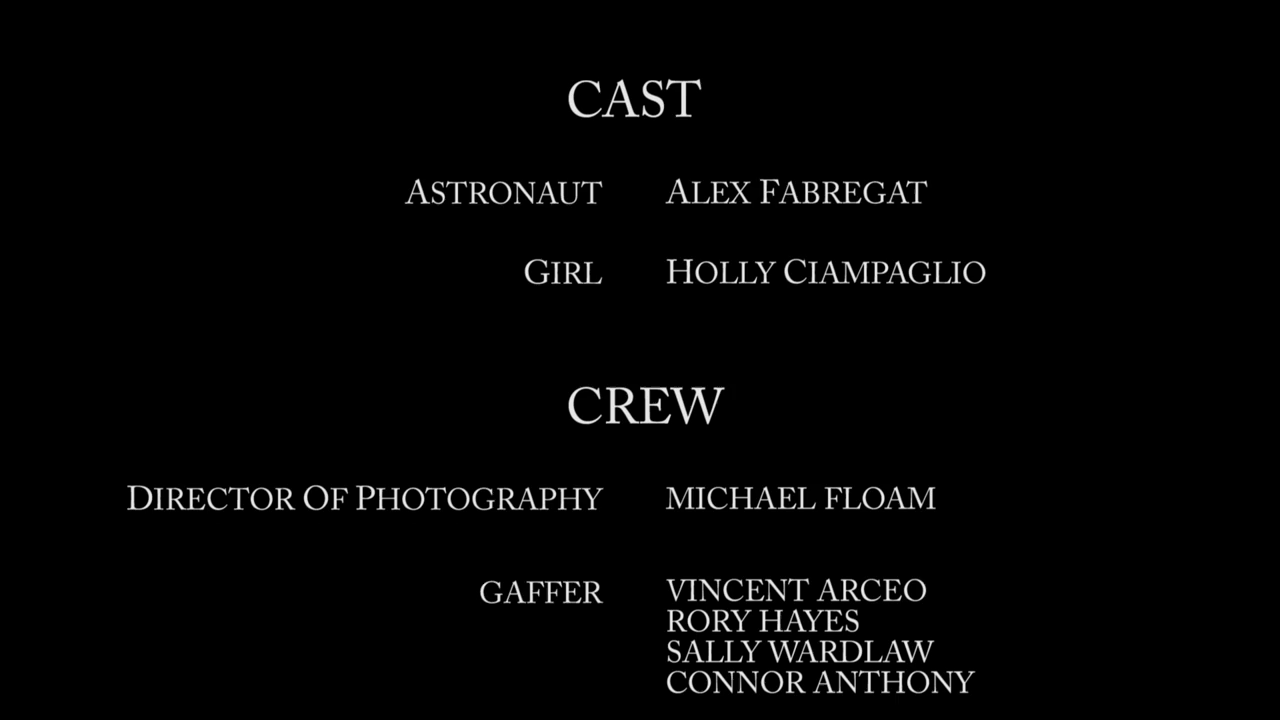 CAST
ASTRONAUT ALEX FABREGAT
GIRL HOLLY CIAMPAGLIO
CREW
DIRECTOR OF PHOTOGRAPHY MICHAEL FLOAM
GAFFER VINCENT ARCEO
RORY HAYES
SALLY WARDLAW
CONNOR ANTHONY